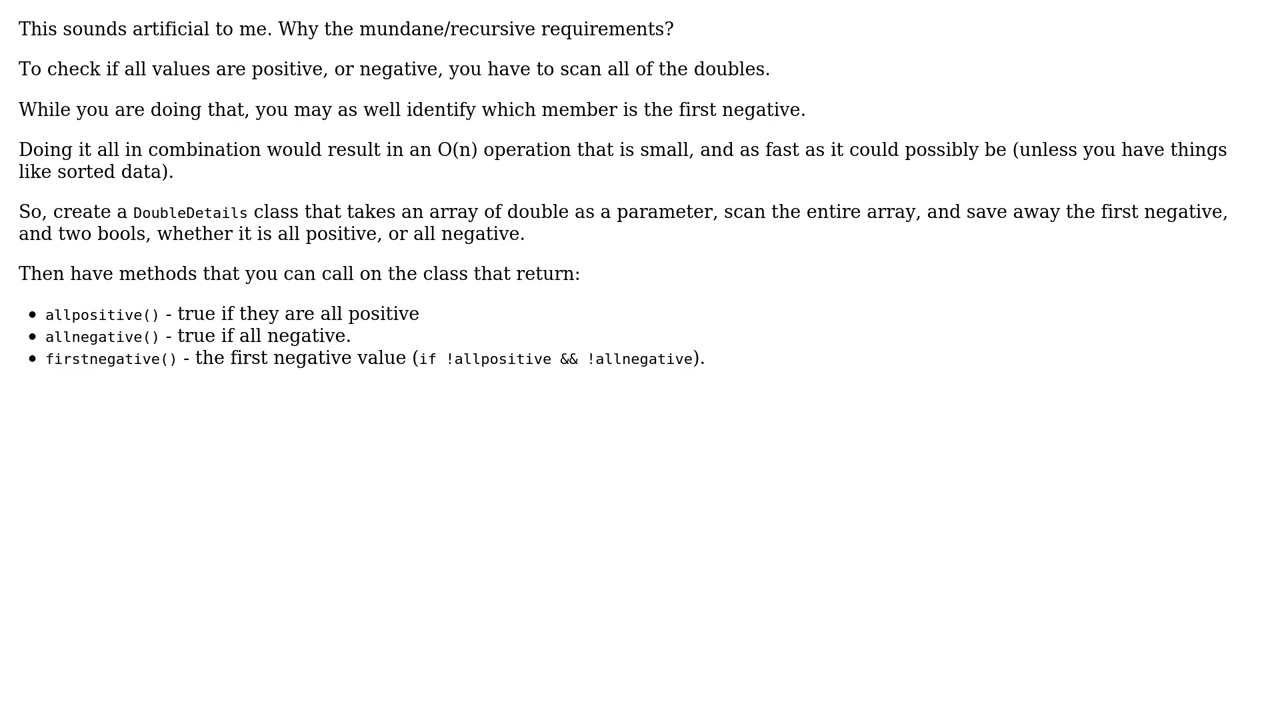 This sounds artificial to me. Why the mundane/recursive requirements?
To check if all values are positive, or negative, you have to scan all of the doubles.
While you are doing that, you may as well identify which member is the first negative.
Doing it all in combination would result in an O(n) operation that is small, and as fast as it could possibly be (unless you have things
like sorted data).
So, create a DoubleDetails class that takes an array of double as a parameter, scan the entire array, and save away the first negative,
and two bools, whether it is all positive, or all negative.
Then have methods that you can call on the class that return:
• allpositive() - true if they are all positive
• allnegative() - true if all negative.
• firstnegative() - the first negative value (if !allpositive && !allnegative).